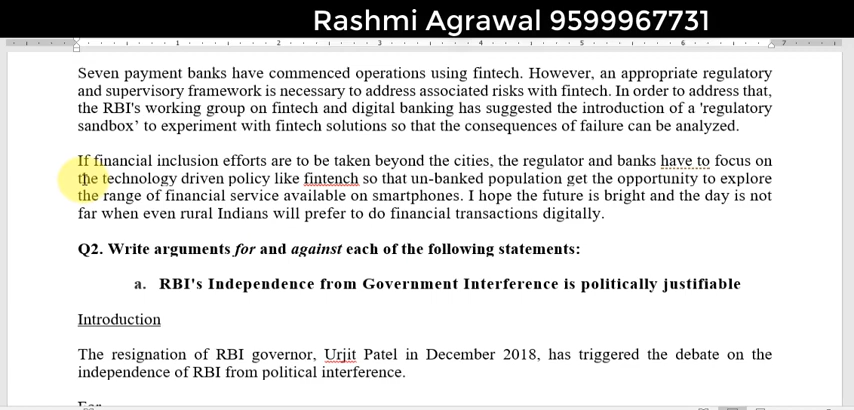 Rashmi Agrawal 9599967731
1 2 3 4 5 6 7
Seven payment banks have commenced operations using fintech. However, an appropriate regulatory
and supervisory framework is necessary to address associated risks with fintech. In order to address that,
the RBI's working group on fintech and digital banking has suggested the introduction of a 'regulatory
sandbox’ to experiment with fintech solutions so that the consequences of failure can be analyzed.
If financial inclusion efforts are to be taken beyond the cities, the regulator and banks have to focus on
the technology driven policy like fintench so that un-banked population get the opportunity to explore
the range of financial service available on smartphones. I hope the future is bright and the day is not
far when even rural Indians will prefer to do financial transactions digitally.
Q2. Write arguments for and against each of the following statements:
a. RBI's Independence from Government Interference is politically justifiable
Introduction
The resignation of RBI governor, Urjit Patel in December 2018, has triggered the debate on the
independence of RBI from political interference.